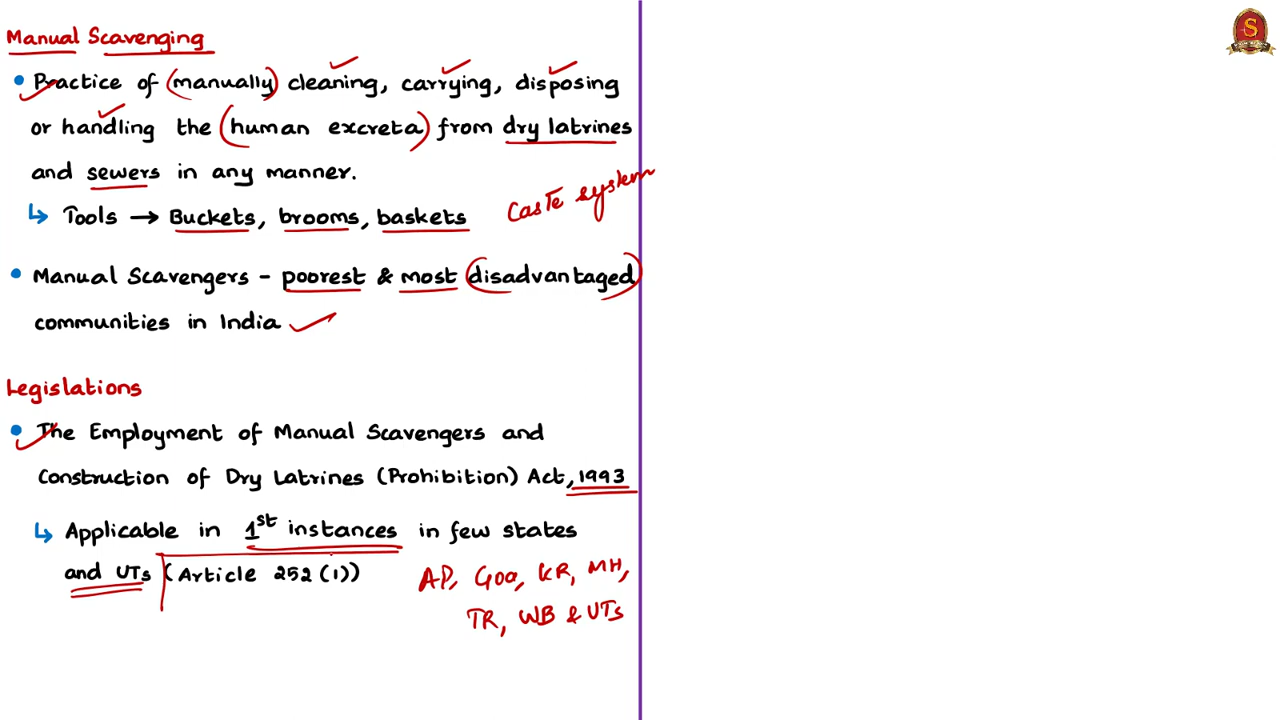 Manual Scavenging
• Practice of (manually) cleaning, carrying, disposing
or handling the (human excreta) from dry latrines
and sewers in any manner.
↳ Tools → Buckets, brooms, baskets
Caste system
• Manual Scavengers - poorest & most (disadvantaged)
communities in India
Legislations
• The Employment of Manual Scavengers and
Construction of Dry Latrines (Prohibition) Act, 1993
↳ Applicable in 1st instances in few states
and UTs (Article 252 (1))
AP, Goa, KR, MH,
TR, WB & UTs